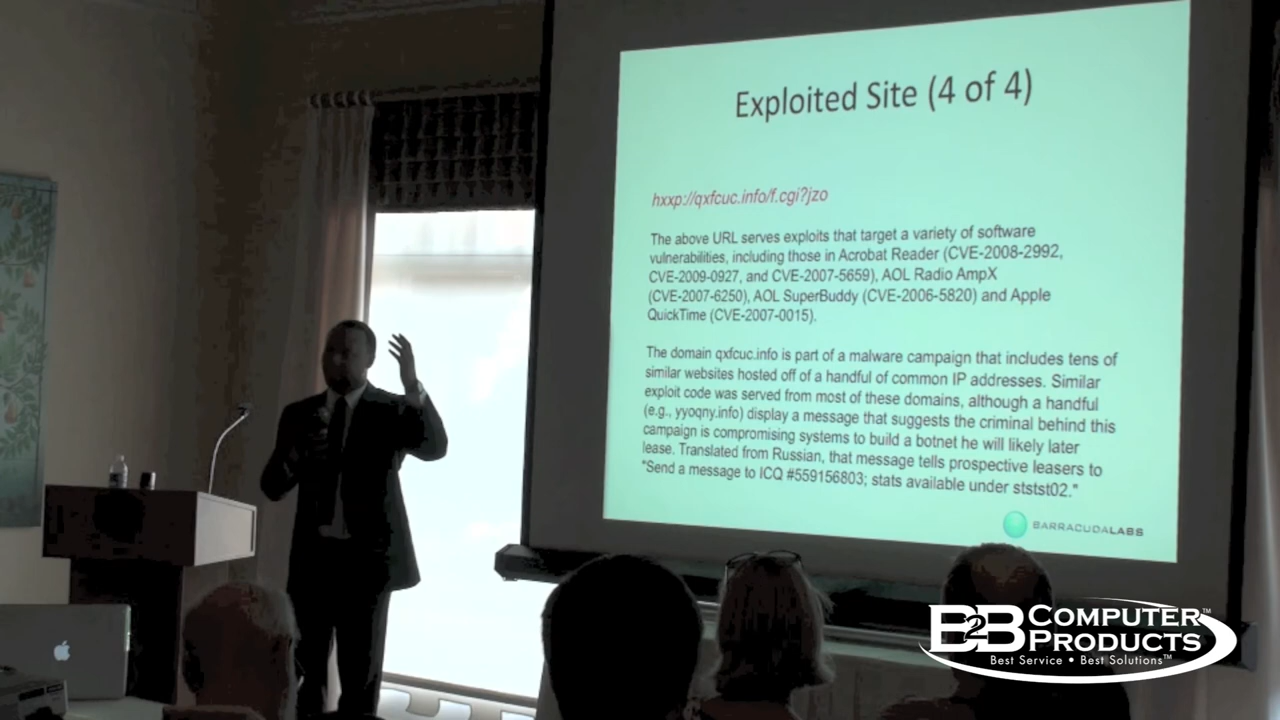 Exploited Site (4 of 4)
hxxp://qxfcuc.info/f.cgi?jzo
The above URL serves exploits that target a variety of software
vulnerabilities, including those in Acrobat Reader (CVE-2008-2992,
CVE-2009-0927, and CVE-2007-5659), AOL Radio AmpX
(CVE-2007-6250), AOL SuperBuddy (CVE-2006-5820) and Apple
QuickTime (CVE-2007-0015).
The domain qxfcuc.info is part of a malware campaign that includes tens of
similar websites hosted off of a handful of common IP addresses. Similar
exploit code was served from most of these domains, although a handful
(e.g., yyoqny.info) display a message that suggests the criminal behind this
campaign is compromising systems to build a botnet he will likely later
lease. Translated from Russian, that message tells prospective leasers to
"Send a message to ICQ #559156803; stats available under ststst02."
BARRACUDALABS
B2B COMPUTER™
PRODUCTS
Best Service • Best Solutions™